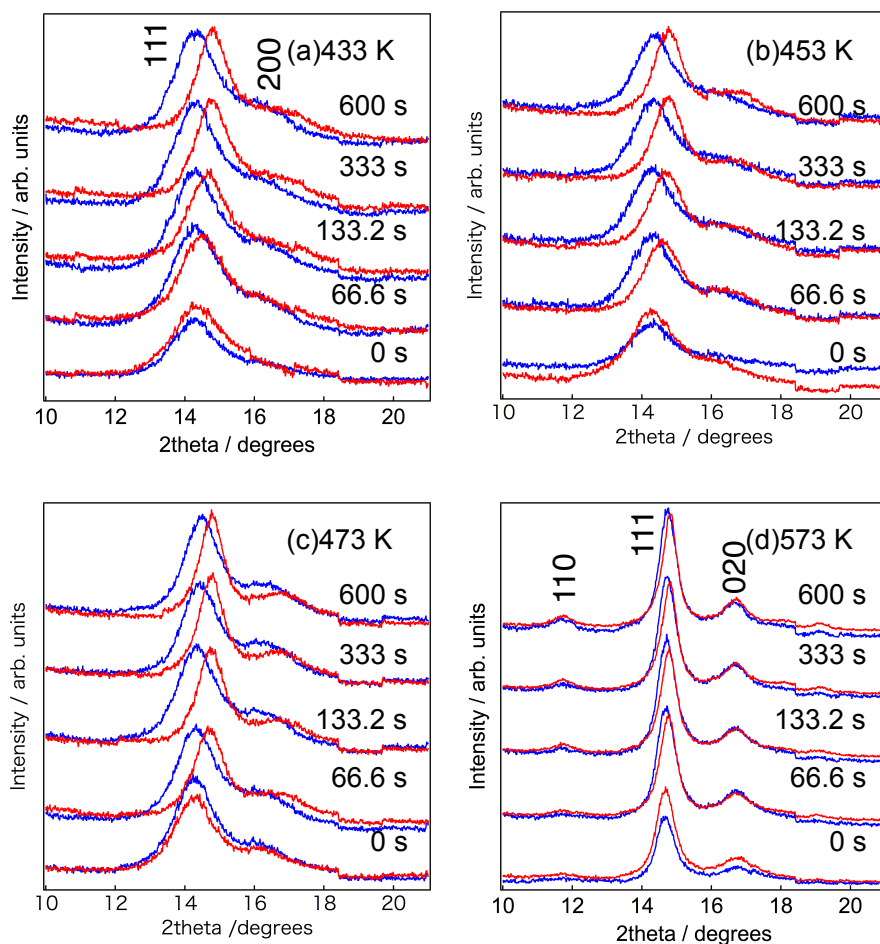 (a)433 K
111
200
600 s
333 s
133.2 s
66.6 s
0 s
Intensity / arb. units
10 12 14 16 18 20
2theta / degrees
(b)453 K
600 s
333 s
133.2 s
66.6 s
0 s
Intensity / arb. units
10 12 14 16 18 20
2theta / degrees
(c)473 K
600 s
333 s
133.2 s
66.6 s
0 s
Intensity / arb. units
10 12 14 16 18 20
2theta /degrees
(d)573 K
110
111
020
600 s
333 s
133.2 s
66.6 s
0 s
Intensity / arb. units
10 12 14 16 18 20
2theta / degrees